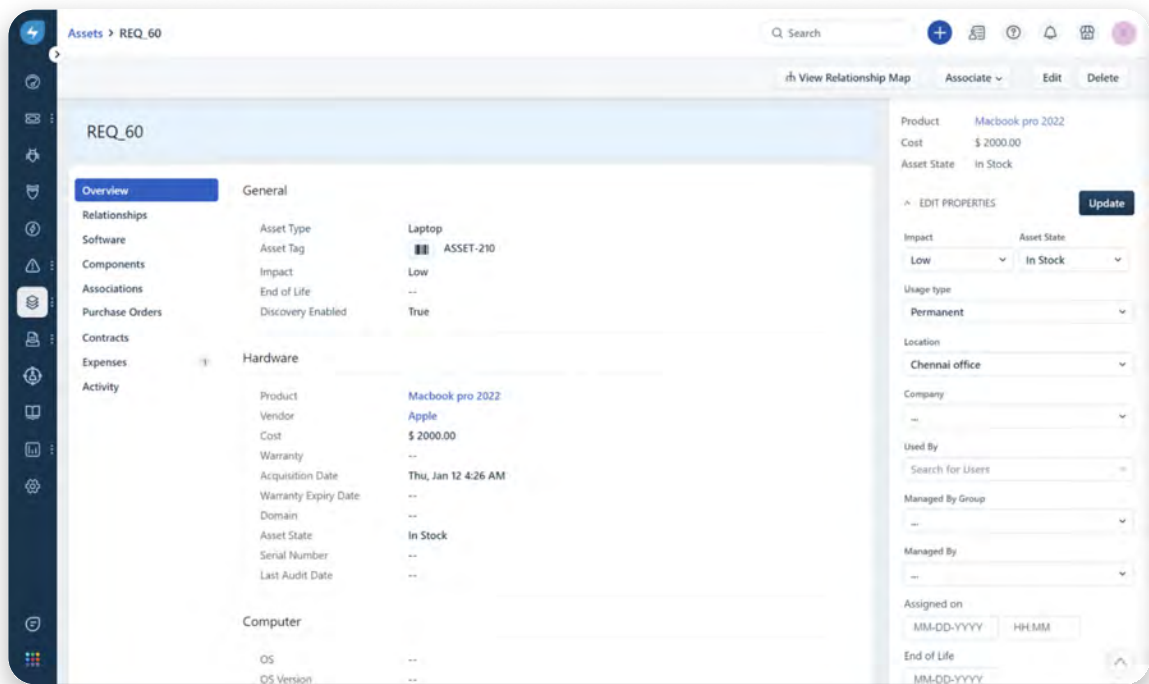 Assets > REQ_60
Search
View Relationship Map
Associate
Edit
Delete
REQ_60
Overview
Relationships
Software
Components
Associations
Purchase Orders
Contracts
Expenses 1
Activity
General
Asset Type Laptop
Asset Tag ASSET-210
Impact Low
End of Life --
Discovery Enabled True
Hardware
Product Macbook pro 2022
Vendor Apple
Cost $ 2000.00
Warranty --
Acquisition Date Thu, Jan 12 4:26 AM
Warranty Expiry Date --
Domain --
Asset State In Stock
Serial Number --
Last Audit Date --
Computer
OS --
OS Version --
Product Macbook pro 2022
Cost $ 2000.00
Asset State In Stock
EDIT PROPERTIES Update
Impact Asset State
Low In Stock
Usage type
Permanent
Location
Chennai office
Company
...
Used By
Search for Users
Managed By Group
...
Managed By
...
Assigned on
MM-DD-YYYY HH:MM
End of Life
MM-DD-YYYY